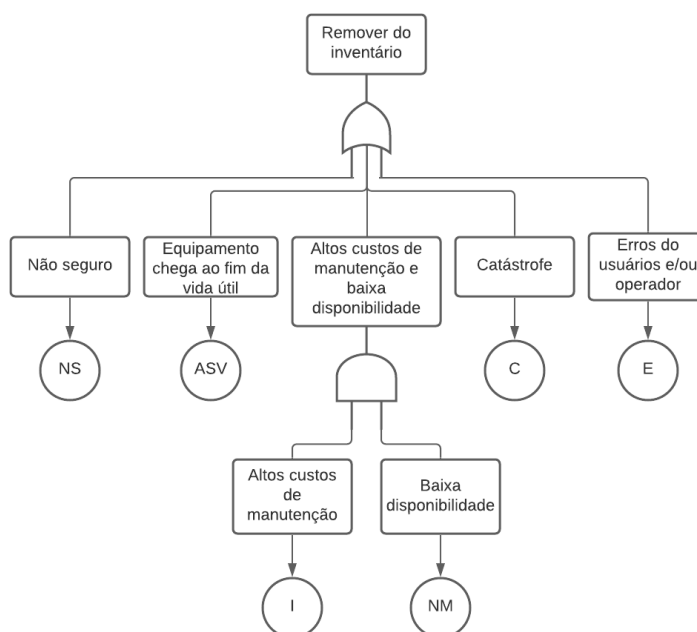 Remover do
inventário
Não seguro
Equipamento
chega ao fim da
vida útil
Altos custos de
manutenção e
baixa
disponibilidade
Catástrofe
Erros do
usuários e/ou
operador
NS
ASV
C
E
Altos custos
de
manutenção
Baixa
disponibilidade
I
NM